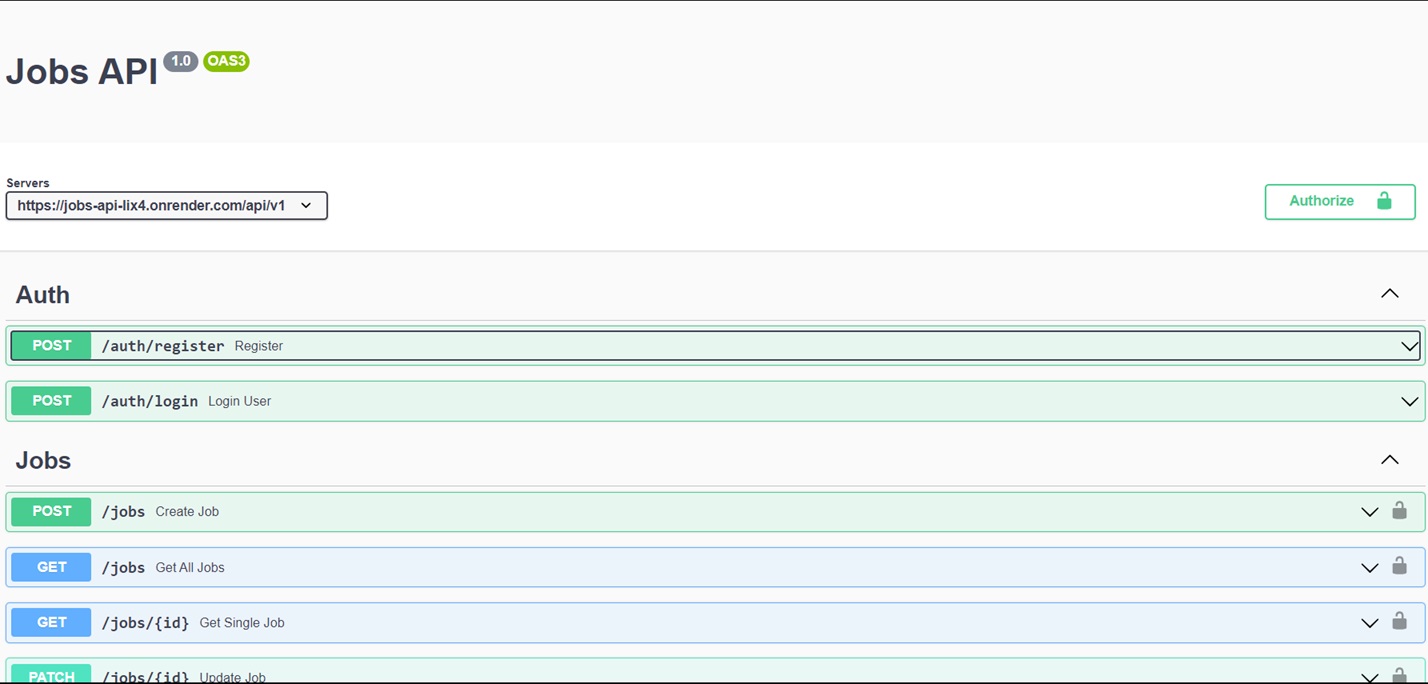 Jobs API 1.0 OAS3
Servers
https://jobs-api-lix4.onrender.com/api/v1
Authorize
Auth
POST /auth/register Register
POST /auth/login Login User
Jobs
POST /jobs Create Job
GET /jobs Get All Jobs
GET /jobs/{id} Get Single Job
PATCH /jobs/{id} Update Job